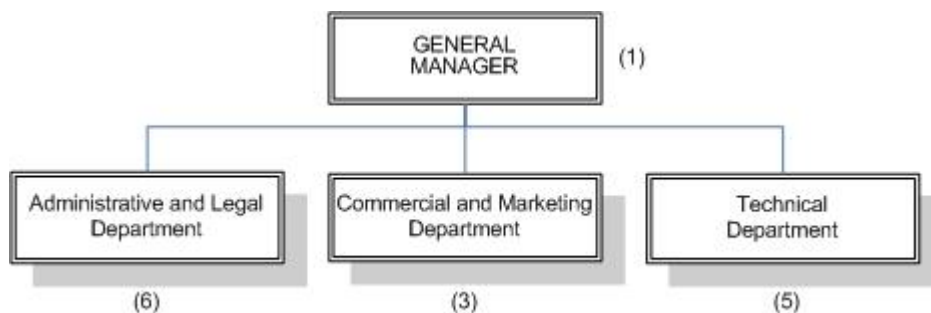 GENERAL
MANAGER
(1)
Administrative and Legal
Department
(6)
Commercial and Marketing
Department
(3)
Technical
Department
(5)